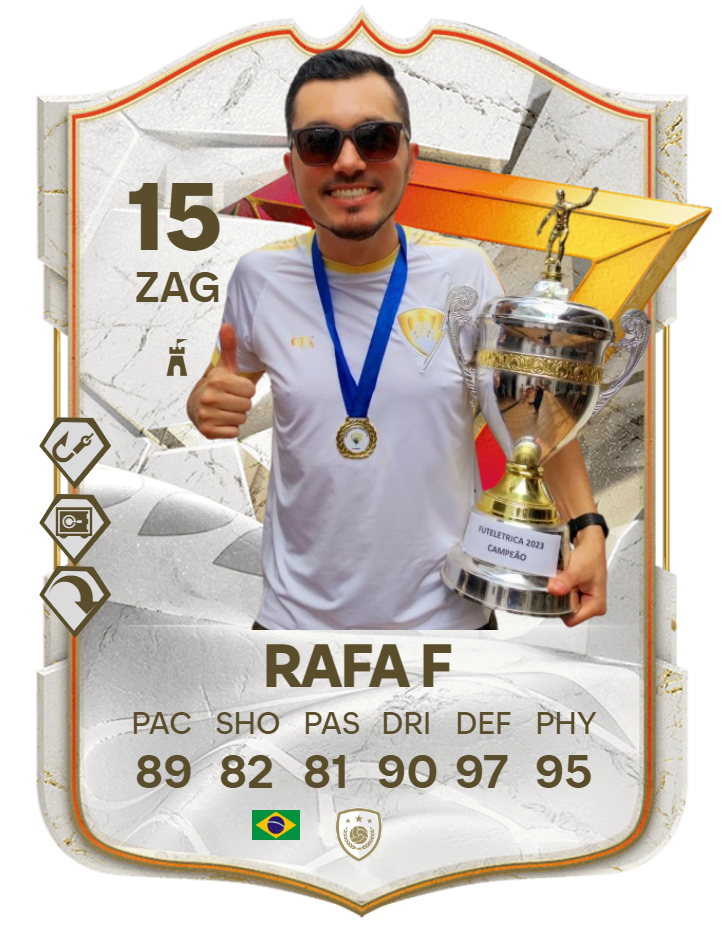 15
ZAG
FUTELETRICA 2023
CAMPEÃO
RAFA F
PAC SHO PAS DRI DEF PHY
89 82 81 90 97 95